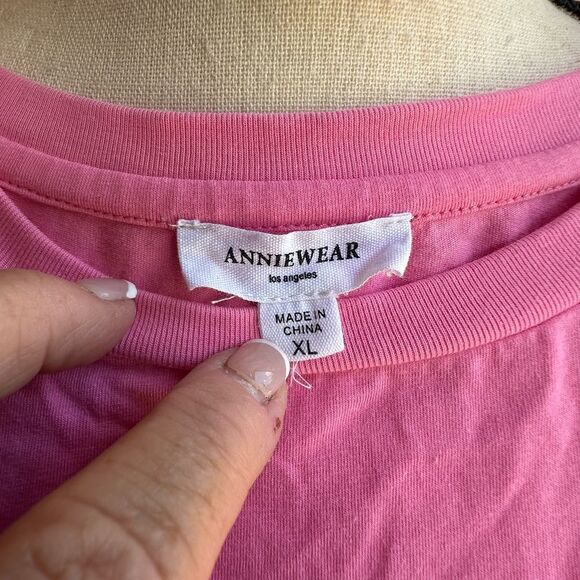 ANNIEWEAR
los angeles
MADE IN
CHINA
XL